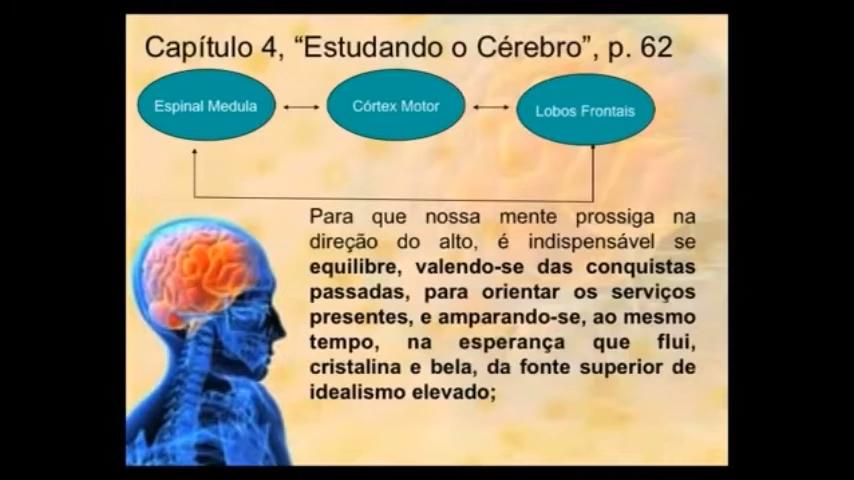 Capítulo 4, “Estudando o Cérebro”, p. 62
Espinal Medula
Córtex Motor
Lobos Frontais
Para que nossa mente prossiga na
direção do alto, é indispensável se
equilibre, valendo-se das conquistas
passadas, para orientar os serviços
presentes, e amparando-se, ao mesmo
tempo, na esperança que flui,
cristalina e bela, da fonte superior de
idealismo elevado;